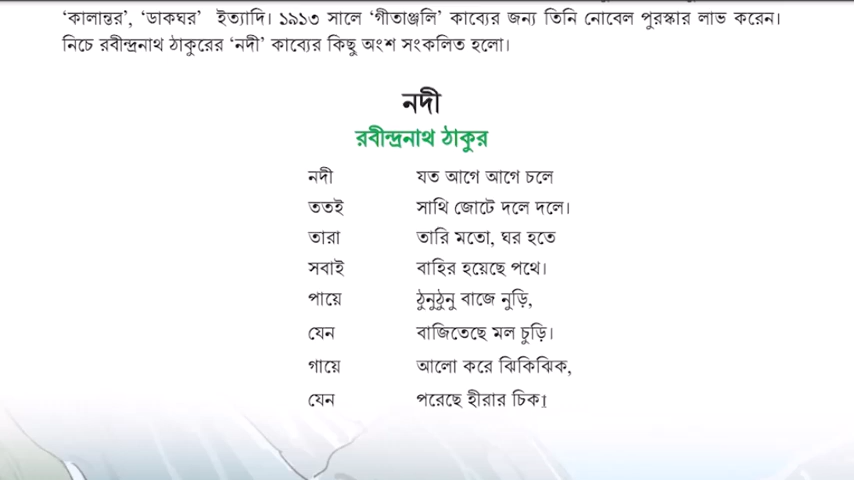 ‘কালান্তর’, ‘ডাকঘর’ ইত্যাদি। ১৯১৩ সালে ‘গীতাঞ্জলি’ কাব্যের জন্য তিনি নোবেল পুরস্কার লাভ করেন।
নিচে রবীন্দ্রনাথ ঠাকুরের ‘নদী’ কাব্যের কিছু অংশ সংকলিত হলো।
নদী
রবীন্দ্রনাথ ঠাকুর
নদী যত আগে আগে চলে
ততই সাথি জোটে দলে দলে।
তারা তারি মতো, ঘর হতে
সবাই বাহির হয়েছে পথে।
পায়ে ঠুনুঠুনু বাজে নুড়ি,
যেন বাজিতেছে মল চুড়ি।
গায়ে আলো করে ঝিকিঝিক,
যেন পরেছে হীরার চিক।